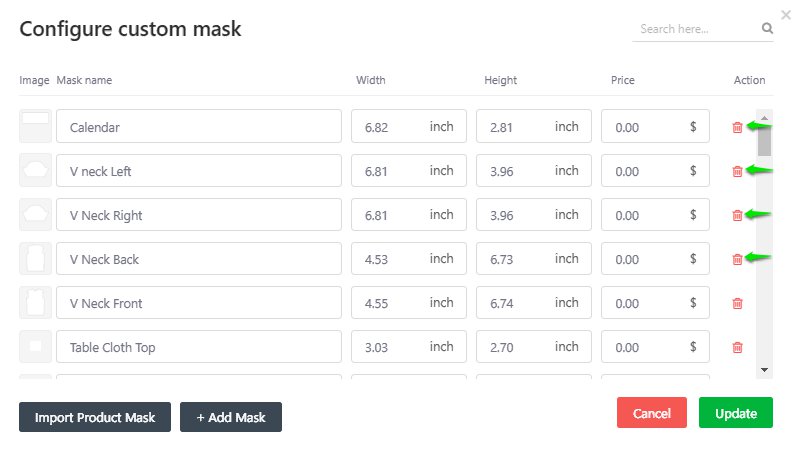 Configure custom mask
Search here...
Image Mask name Width Height Price Action
Calendar 6.82 inch 2.81 inch 0.00 $
V neck Left 6.81 inch 3.96 inch 0.00 $
V Neck Right 6.81 inch 3.96 inch 0.00 $
V Neck Back 4.53 inch 6.73 inch 0.00 $
V Neck Front 4.55 inch 6.74 inch 0.00 $
Table Cloth Top 3.03 inch 2.70 inch 0.00 $
Import Product Mask + Add Mask Cancel Update